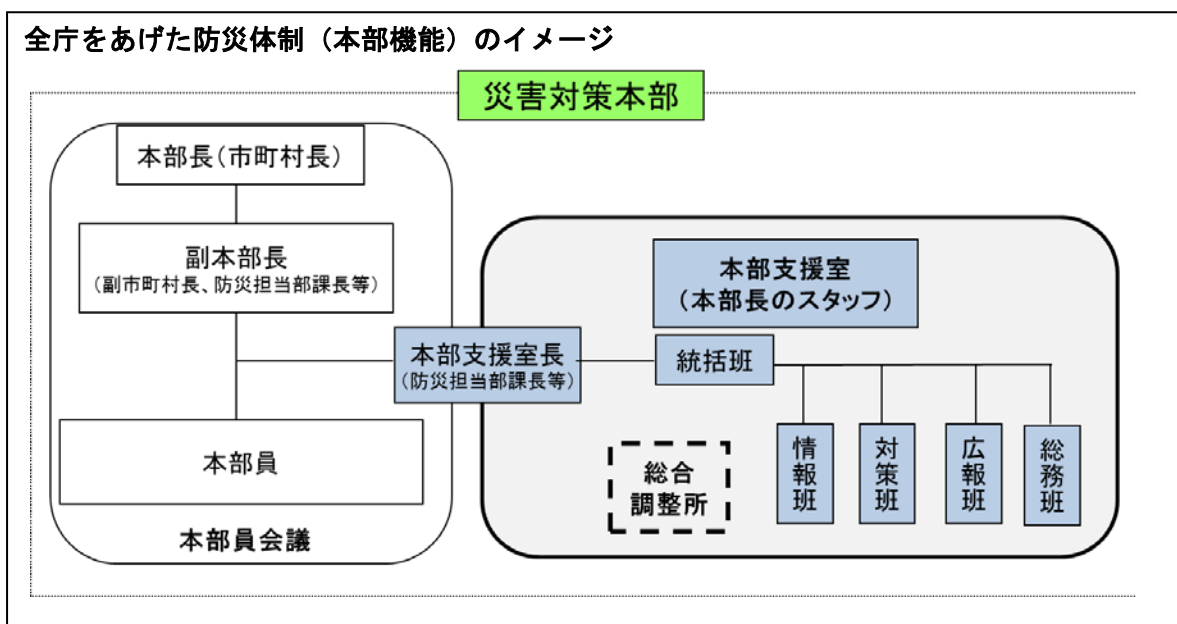 全庁をあげた防災体制（本部機能）のイメージ
災害対策本部
本部長（市町村長）
副本部長
（副市町村長、防災担当部課長等）
本部員
本部員会議
本部支援室長
（防災担当部課長等）
本部支援室
（本部長のスタッフ）
統括班
情報班
対策班
広報班
総務班
総合
調整所